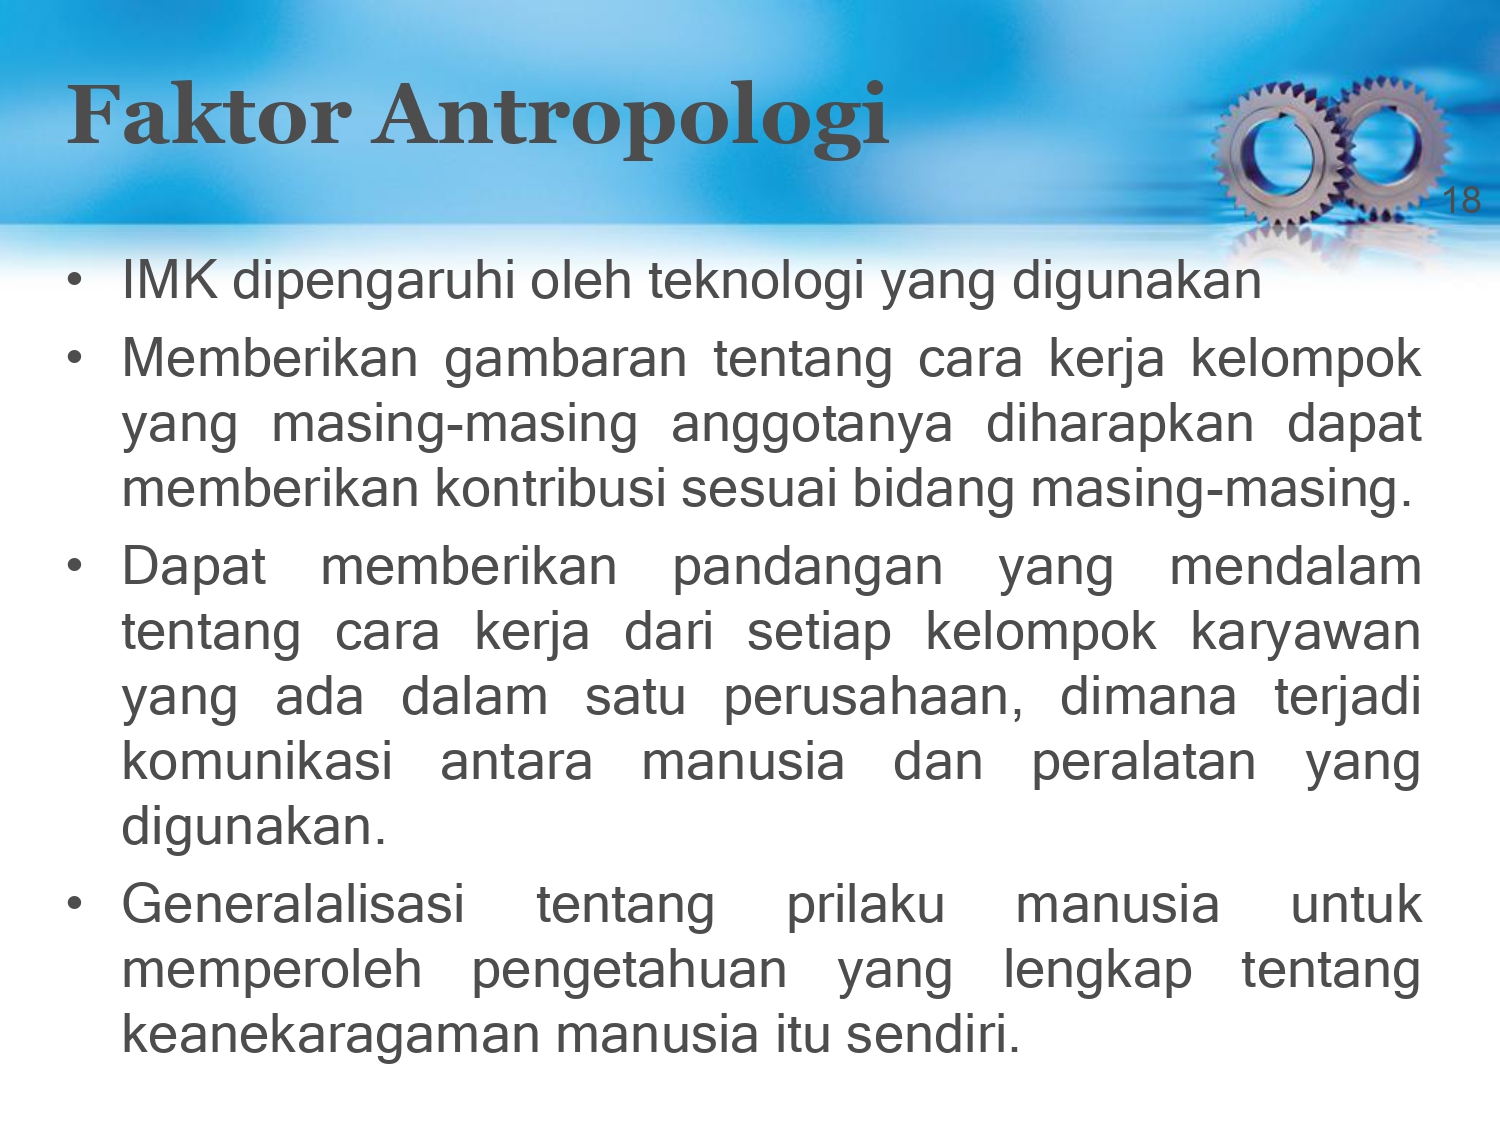 Faktor Antropologi
18
• IMK dipengaruhi oleh teknologi yang digunakan
• Memberikan gambaran tentang cara kerja kelompok
yang masing-masing anggotanya diharapkan dapat
memberikan kontribusi sesuai bidang masing-masing.
• Dapat memberikan pandangan yang mendalam
tentang cara kerja dari setiap kelompok karyawan
yang ada dalam satu perusahaan, dimana terjadi
komunikasi antara manusia dan peralatan yang
digunakan.
• Generalalisasi tentang prilaku manusia untuk
memperoleh pengetahuan yang lengkap tentang
keanekaragaman manusia itu sendiri.